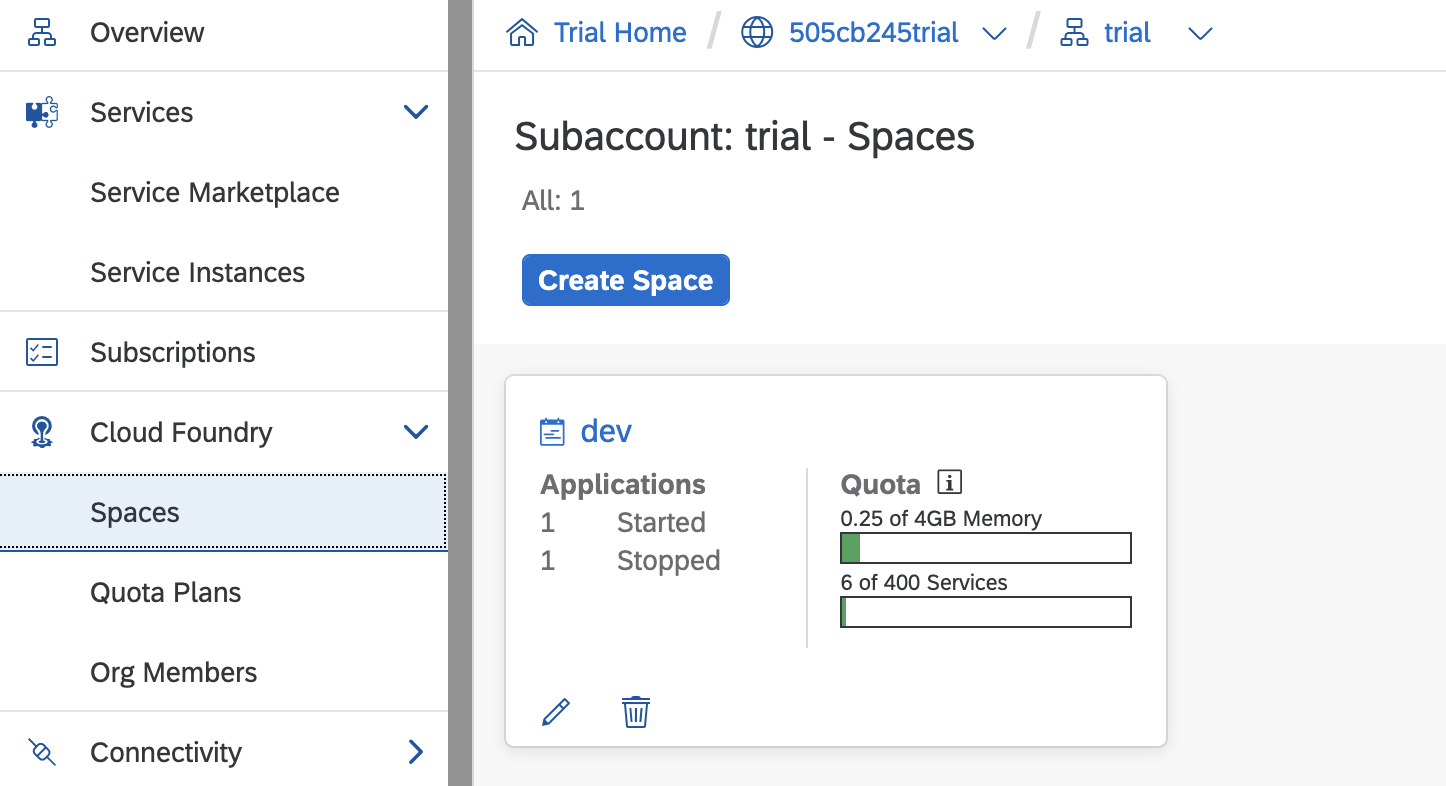 Overview
Services
Service Marketplace
Service Instances
Subscriptions
Cloud Foundry
Spaces
Quota Plans
Org Members
Connectivity
Trial Home / 505cb245trial / trial
Subaccount: trial - Spaces
All: 1
Create Space
dev
Applications
1 Started
1 Stopped
Quota
0.25 of 4GB Memory
6 of 400 Services